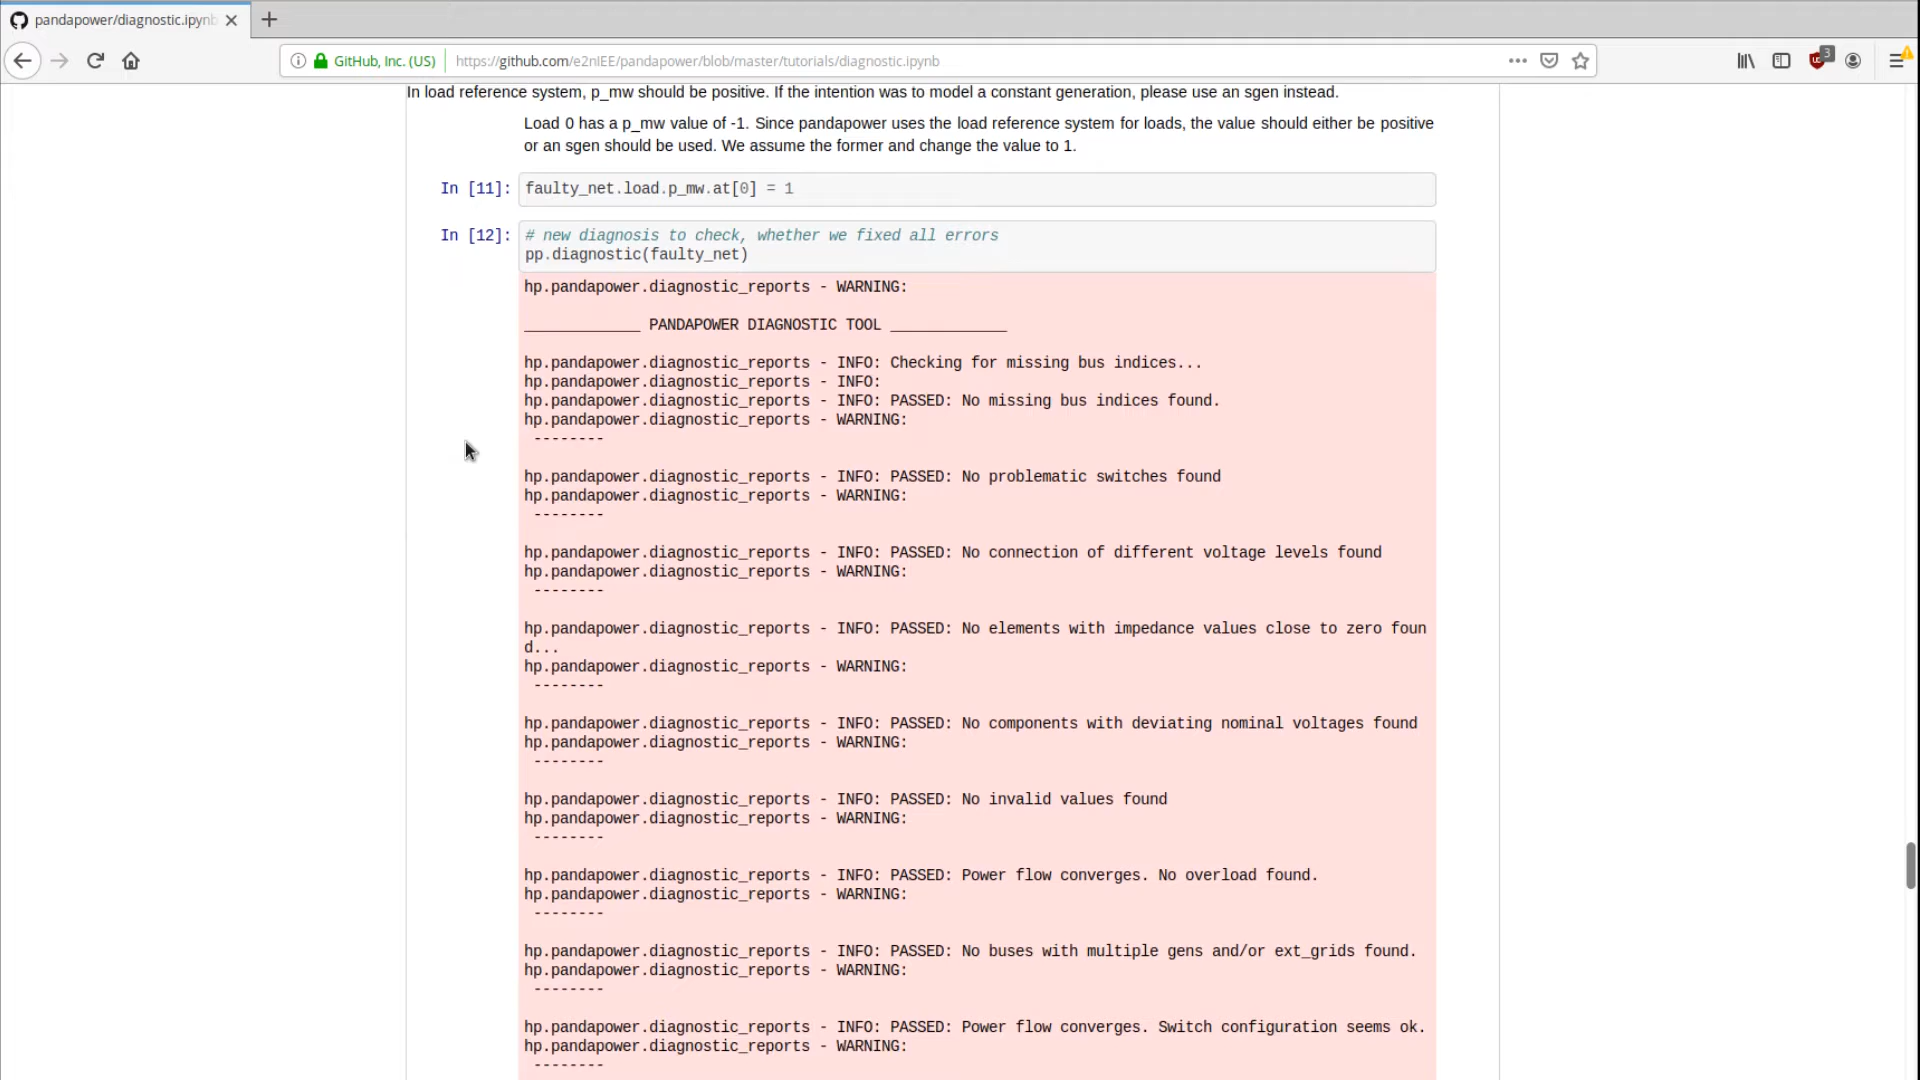 pandapower/diagnostic.ipynb
GitHub, Inc. (US) https://github.com/e2nIEE/pandapower/blob/master/tutorials/diagnostic.ipynb
3
In load reference system, p_mw should be positive. If the intention was to model a constant generation, please use an sgen instead.
Load 0 has a p_mw value of -1. Since pandapower uses the load reference system for loads, the value should either be positive
or an sgen should be used. We assume the former and change the value to 1.
In [11]: faulty_net.load.p_mw.at[0] = 1
In [12]: # new diagnosis to check, whether we fixed all errors
pp.diagnostic(faulty_net)
hp.pandapower.diagnostic_reports - WARNING:
_____________ PANDAPOWER DIAGNOSTIC TOOL _____________
hp.pandapower.diagnostic_reports - INFO: Checking for missing bus indices...
hp.pandapower.diagnostic_reports - INFO:
hp.pandapower.diagnostic_reports - INFO: PASSED: No missing bus indices found.
hp.pandapower.diagnostic_reports - WARNING:
--------
hp.pandapower.diagnostic_reports - INFO: PASSED: No problematic switches found
hp.pandapower.diagnostic_reports - WARNING:
--------
hp.pandapower.diagnostic_reports - INFO: PASSED: No connection of different voltage levels found
hp.pandapower.diagnostic_reports - WARNING:
--------
hp.pandapower.diagnostic_reports - INFO: PASSED: No elements with impedance values close to zero foun
d...
hp.pandapower.diagnostic_reports - WARNING:
--------
hp.pandapower.diagnostic_reports - INFO: PASSED: No components with deviating nominal voltages found
hp.pandapower.diagnostic_reports - WARNING:
--------
hp.pandapower.diagnostic_reports - INFO: PASSED: No invalid values found
hp.pandapower.diagnostic_reports - WARNING:
--------
hp.pandapower.diagnostic_reports - INFO: PASSED: Power flow converges. No overload found.
hp.pandapower.diagnostic_reports - WARNING:
--------
hp.pandapower.diagnostic_reports - INFO: PASSED: No buses with multiple gens and/or ext_grids found.
hp.pandapower.diagnostic_reports - WARNING:
--------
hp.pandapower.diagnostic_reports - INFO: PASSED: Power flow converges. Switch configuration seems ok.
hp.pandapower.diagnostic_reports - WARNING:
--------